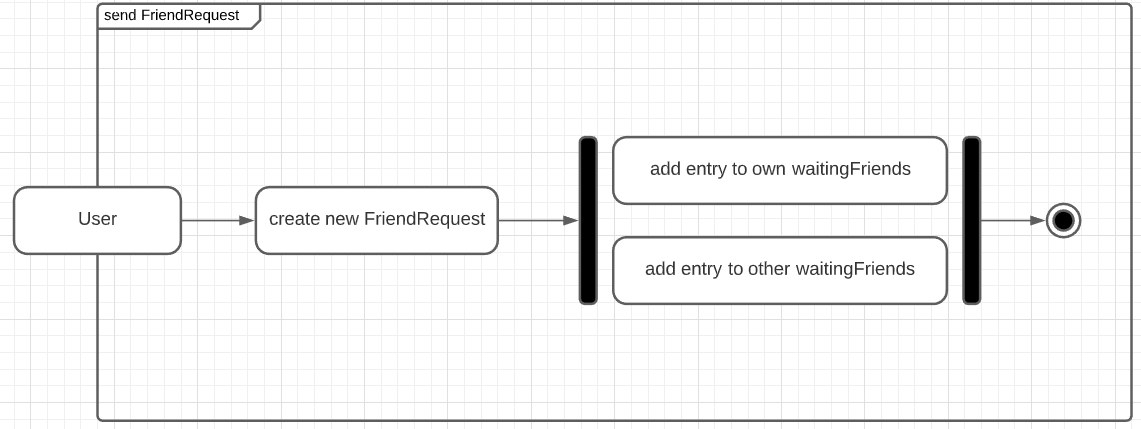 send FriendRequest
User
create new FriendRequest
add entry to own waitingFriends
add entry to other waitingFriends